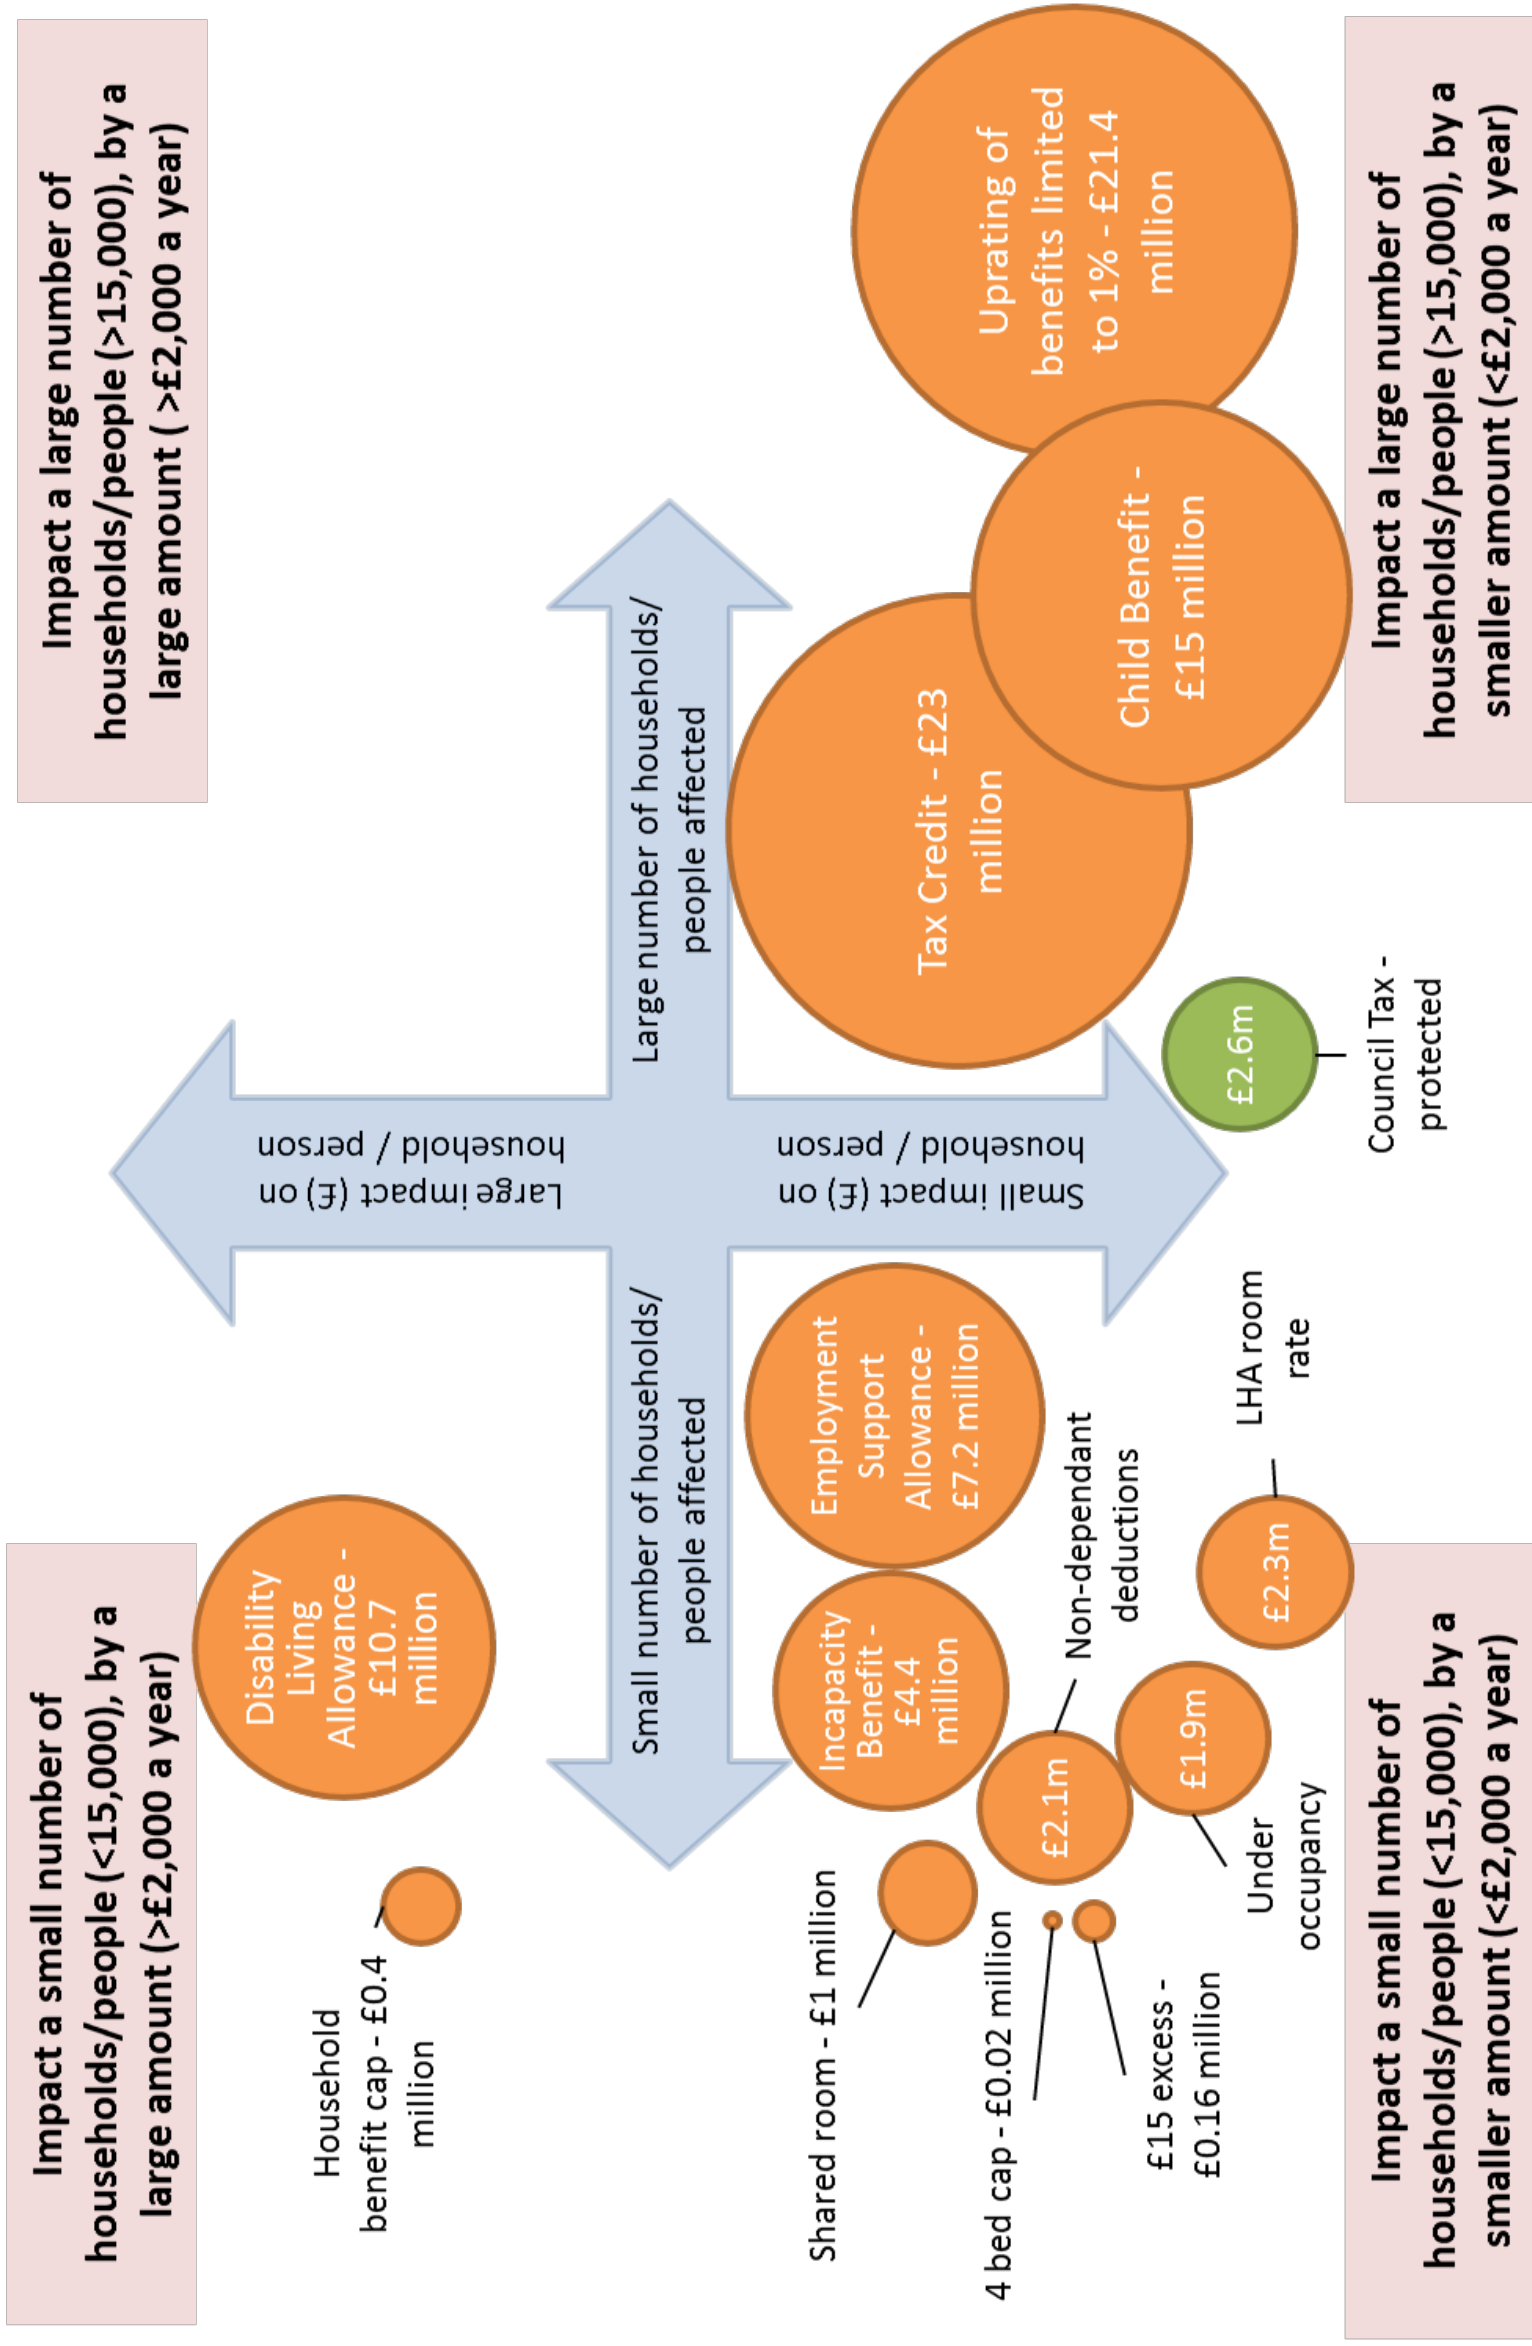 Impact a small number of
households/people (<15,000), by a
large amount (>£2,000 a year)
Impact a large number of
households/people (>15,000), by a
large amount ( >£2,000 a year)
Household
benefit cap - £0.4
million
Disability
Living
Allowance -
£10.7
million
Large impact (£) on
household / person
Small number of households/
people affected
Large number of households/
people affected
Small impact (£) on
household / person
Shared room - £1 million
4 bed cap - £0.02 million
£15 excess -
£0.16 million
Incapacity
Benefit -
£4.4
million
Employment
Support
Allowance -
£7.2 million
£2.1m
Non-dependant
deductions
£1.9m
Under
occupancy
£2.3m
LHA room
rate
£2.6m
Council Tax -
protected
Tax Credit - £23
million
Child Benefit -
£15 million
Uprating of
benefits limited
to 1% - £21.4
million
Impact a small number of
households/people (<15,000), by a
smaller amount (<£2,000 a year)
Impact a large number of
households/people (>15,000), by a
smaller amount (<£2,000 a year)